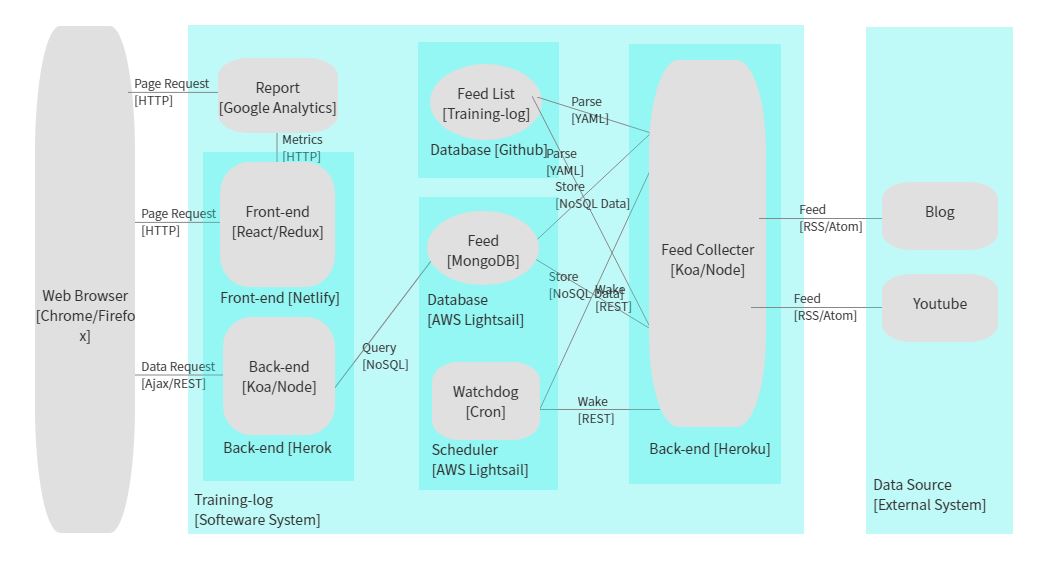 Web Browser
[Chrome/Firefo
x]
Page Request
[HTTP]
Report
[Google Analytics]
Metrics
[HTTP]
Page Request
[HTTP]
Front-end
[React/Redux]
Front-end [Netlify]
Data Request
[Ajax/REST]
Back-end
[Koa/Node]
Back-end [Herok
Training-log
[Softeware System]
Query
[NoSQL]
Feed List
[Training-log]
Database [Github]
Parse
[YAML]
Parse
[YAML]
Store
[NoSQL Data]
Feed
[MongoDB]
Database
[AWS Lightsail]
Store
[NoSQL Data]
Wake
[REST]
Watchdog
[Cron]
Scheduler
[AWS Lightsail]
Wake
[REST]
Feed Collecter
[Koa/Node]
Back-end [Heroku]
Feed
[RSS/Atom]
Blog
Feed
[RSS/Atom]
Youtube
Data Source
[External System]